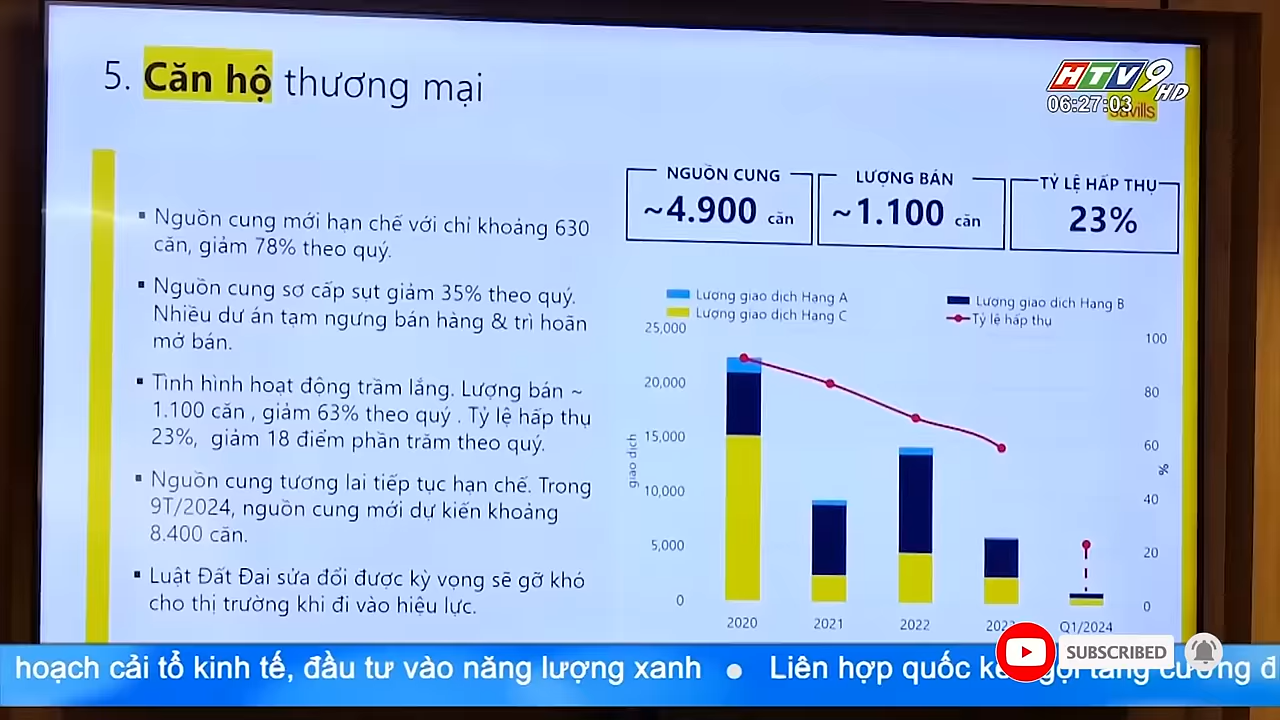 5. Căn hộ thương mại
HTV9 HD
06:27:03
savills
Nguồn cung mới hạn chế với chỉ khoảng 630
căn, giảm 78% theo quý.
Nguồn cung sơ cấp sụt giảm 35% theo quý.
Nhiều dự án tạm ngưng bán hàng & trì hoãn
mở bán.
Tình hình hoạt động trầm lắng. Lượng bán ~
1.100 căn , giảm 63% theo quý . Tỷ lệ hấp thụ
23%, giảm 18 điểm phần trăm theo quý.
Nguồn cung tương lai tiếp tục hạn chế. Trong
9T/2024, nguồn cung mới dự kiến khoảng
8.400 căn.
Luật Đất Đai sửa đổi được kỳ vọng sẽ gỡ khó
cho thị trường khi đi vào hiệu lực.
NGUỒN CUNG
~4.900 căn
LƯỢNG BÁN
~1.100 căn
TỶ LỆ HẤP THỤ
23%
Lượng giao dịch Hạng A
Lượng giao dịch Hạng B
Lượng giao dịch Hạng C
Tỷ lệ hấp thụ
25,000
20,000
15,000
10,000
5,000
0
giao dịch
100
80
60
40
20
0
%
2020 2021 2022 Q1/2024
hoạch cải tổ kinh tế, đầu tư vào năng lượng xanh • Liên hợp quốc tăng cường
SUBSCRIBED